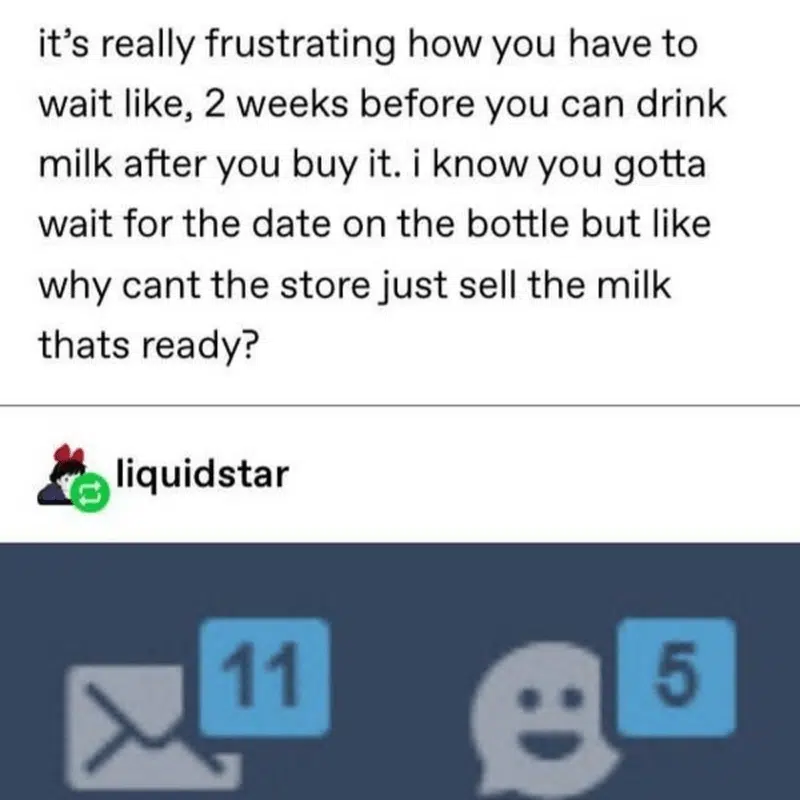 it’s really frustrating how you have to
wait like, 2 weeks before you can drink
milk after you buy it. i know you gotta
wait for the date on the bottle but like
why cant the store just sell the milk
thats ready?
liquidstar
11
5